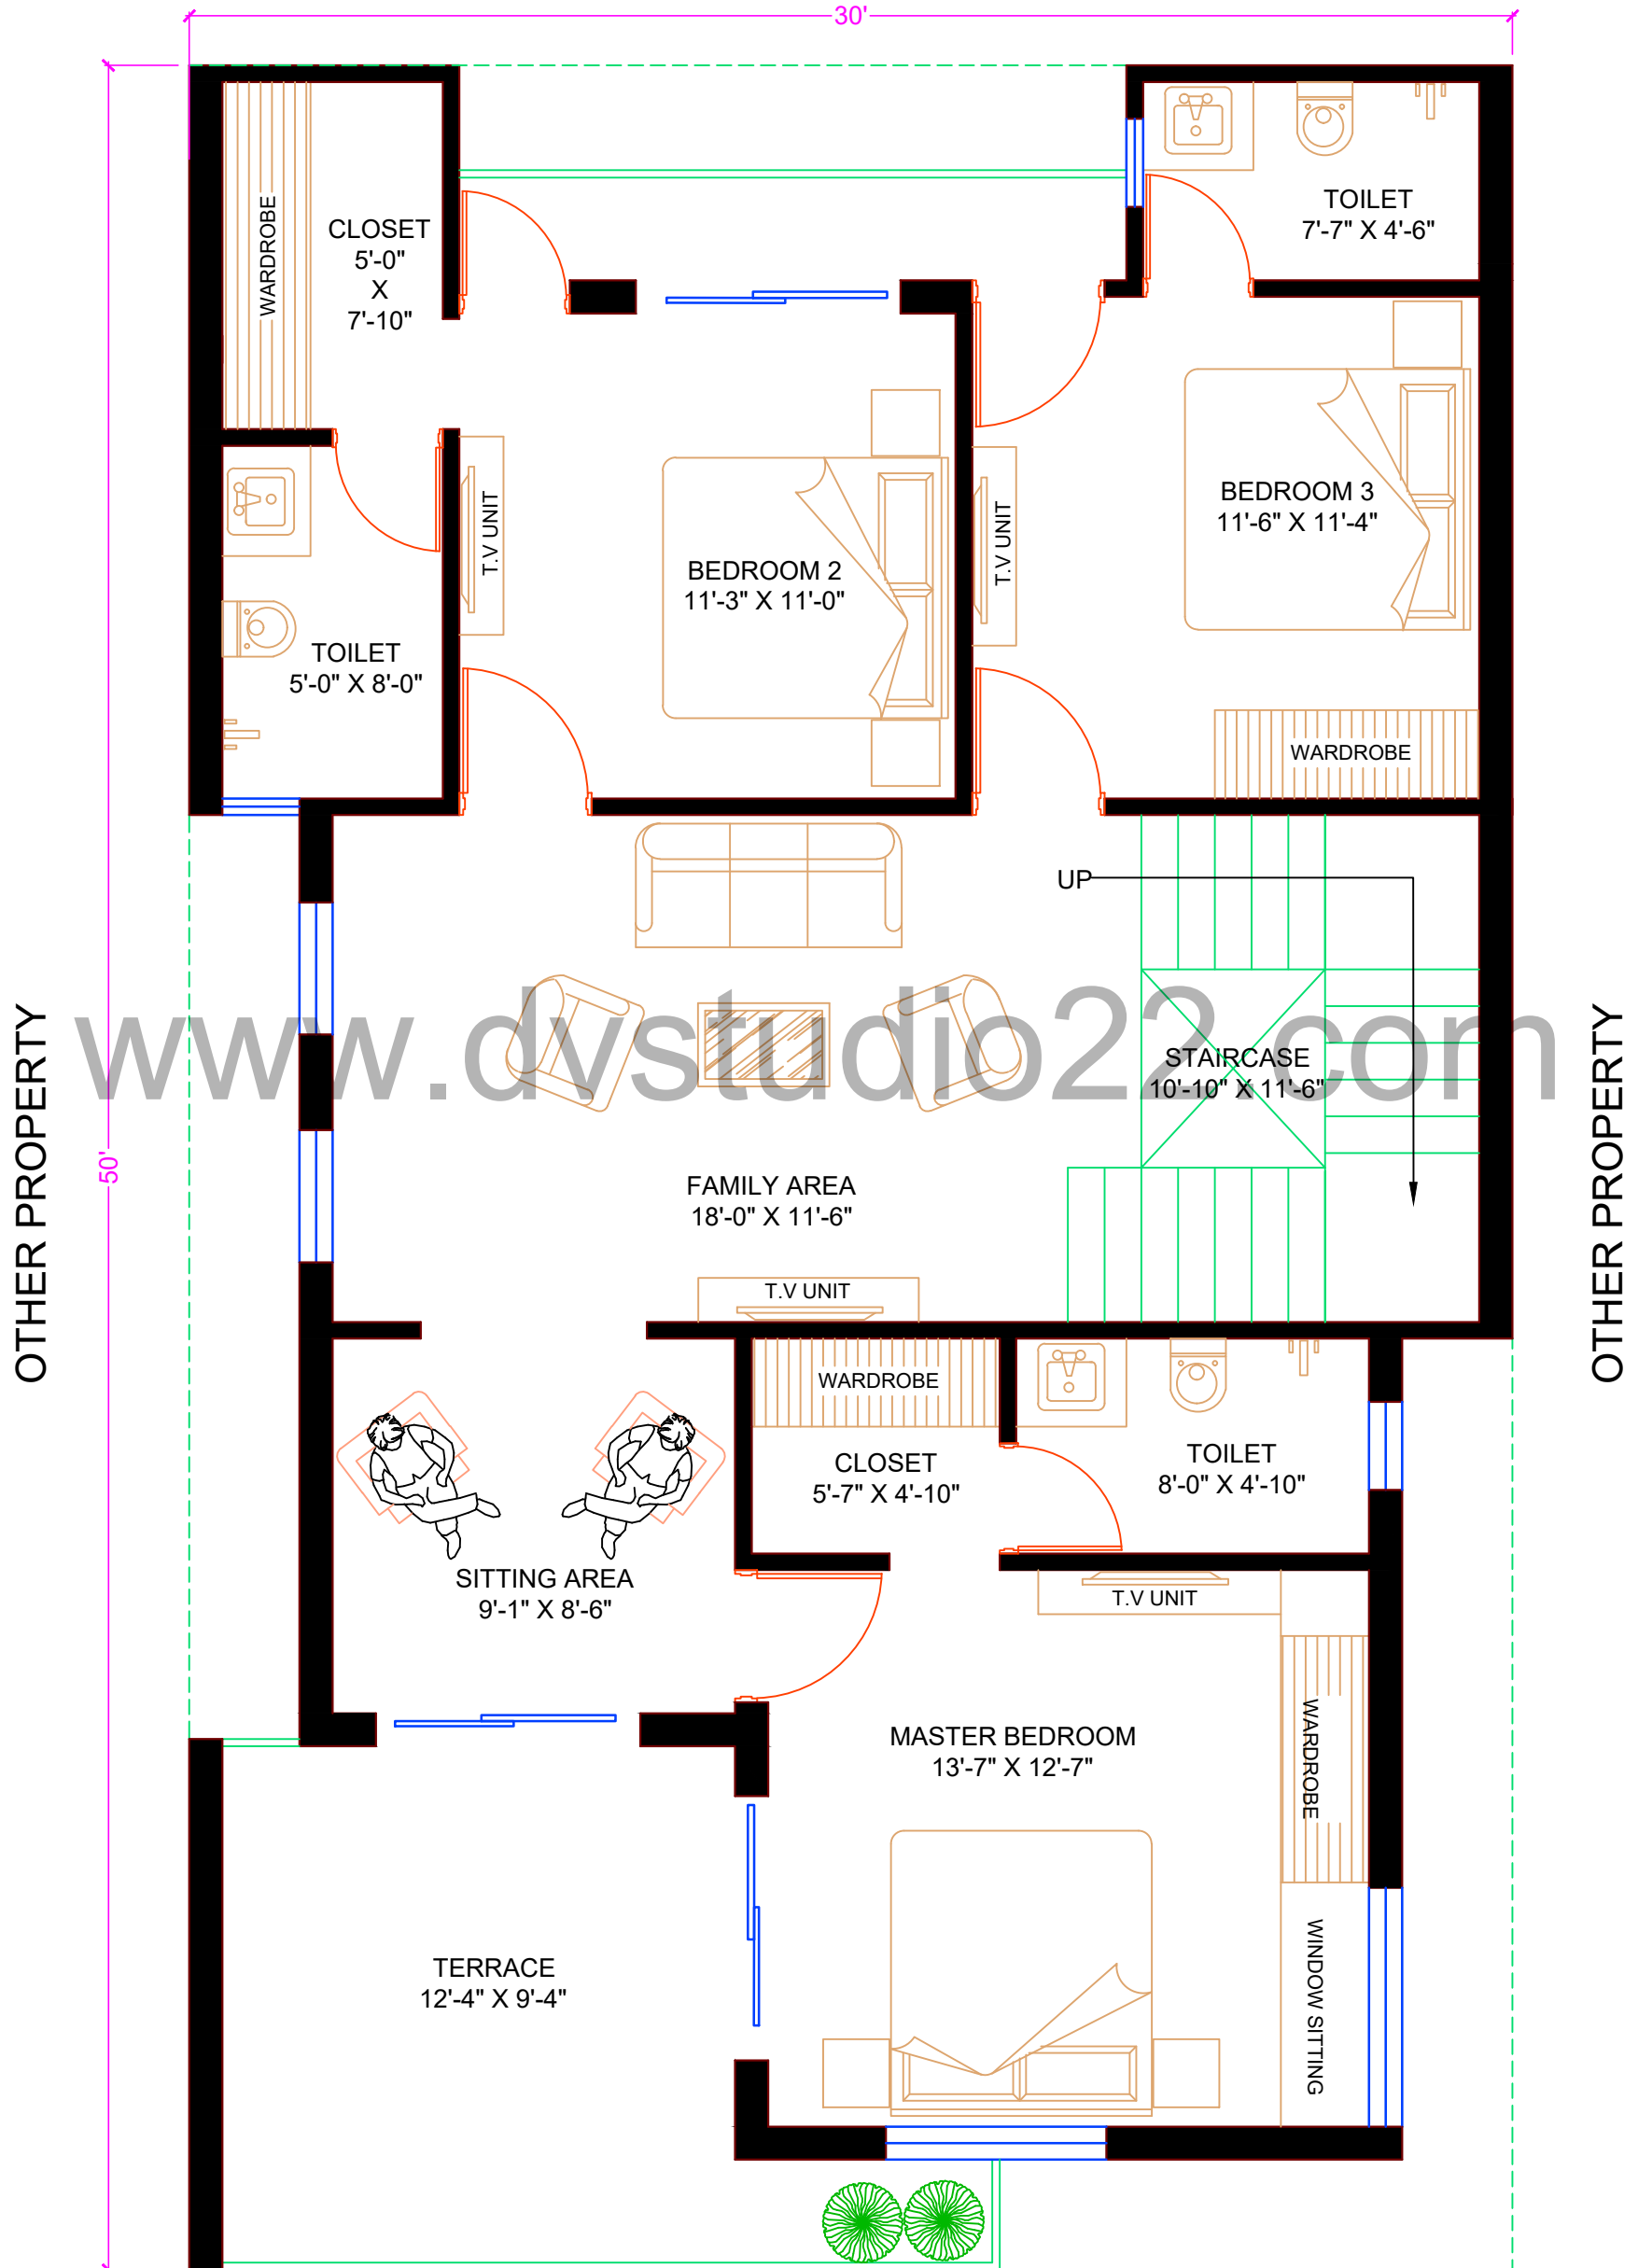 30'
TOILET
7'-7" X 4'-6"
WARDROBE
CLOSET
5'-0"
X
7'-10"
T.V UNIT
T.V UNIT
BEDROOM 3
11'-6" X 11'-4"
BEDROOM 2
11'-3" X 11'-0"
TOILET
5'-0" X 8'-0"
WARDROBE
UP
www.dvstudio22.com
STAIRCASE
10'-10" X 11'-6"
OTHER PROPERTY
50'
OTHER PROPERTY
FAMILY AREA
18'-0" X 11'-6"
T.V UNIT
WARDROBE
CLOSET
5'-7" X 4'-10"
TOILET
8'-0" X 4'-10"
SITTING AREA
9'-1" X 8'-6"
T.V UNIT
MASTER BEDROOM
13'-7" X 12'-7"
WARDROBE
TERRACE
12'-4" X 9'-4"
WINDOW SITTING